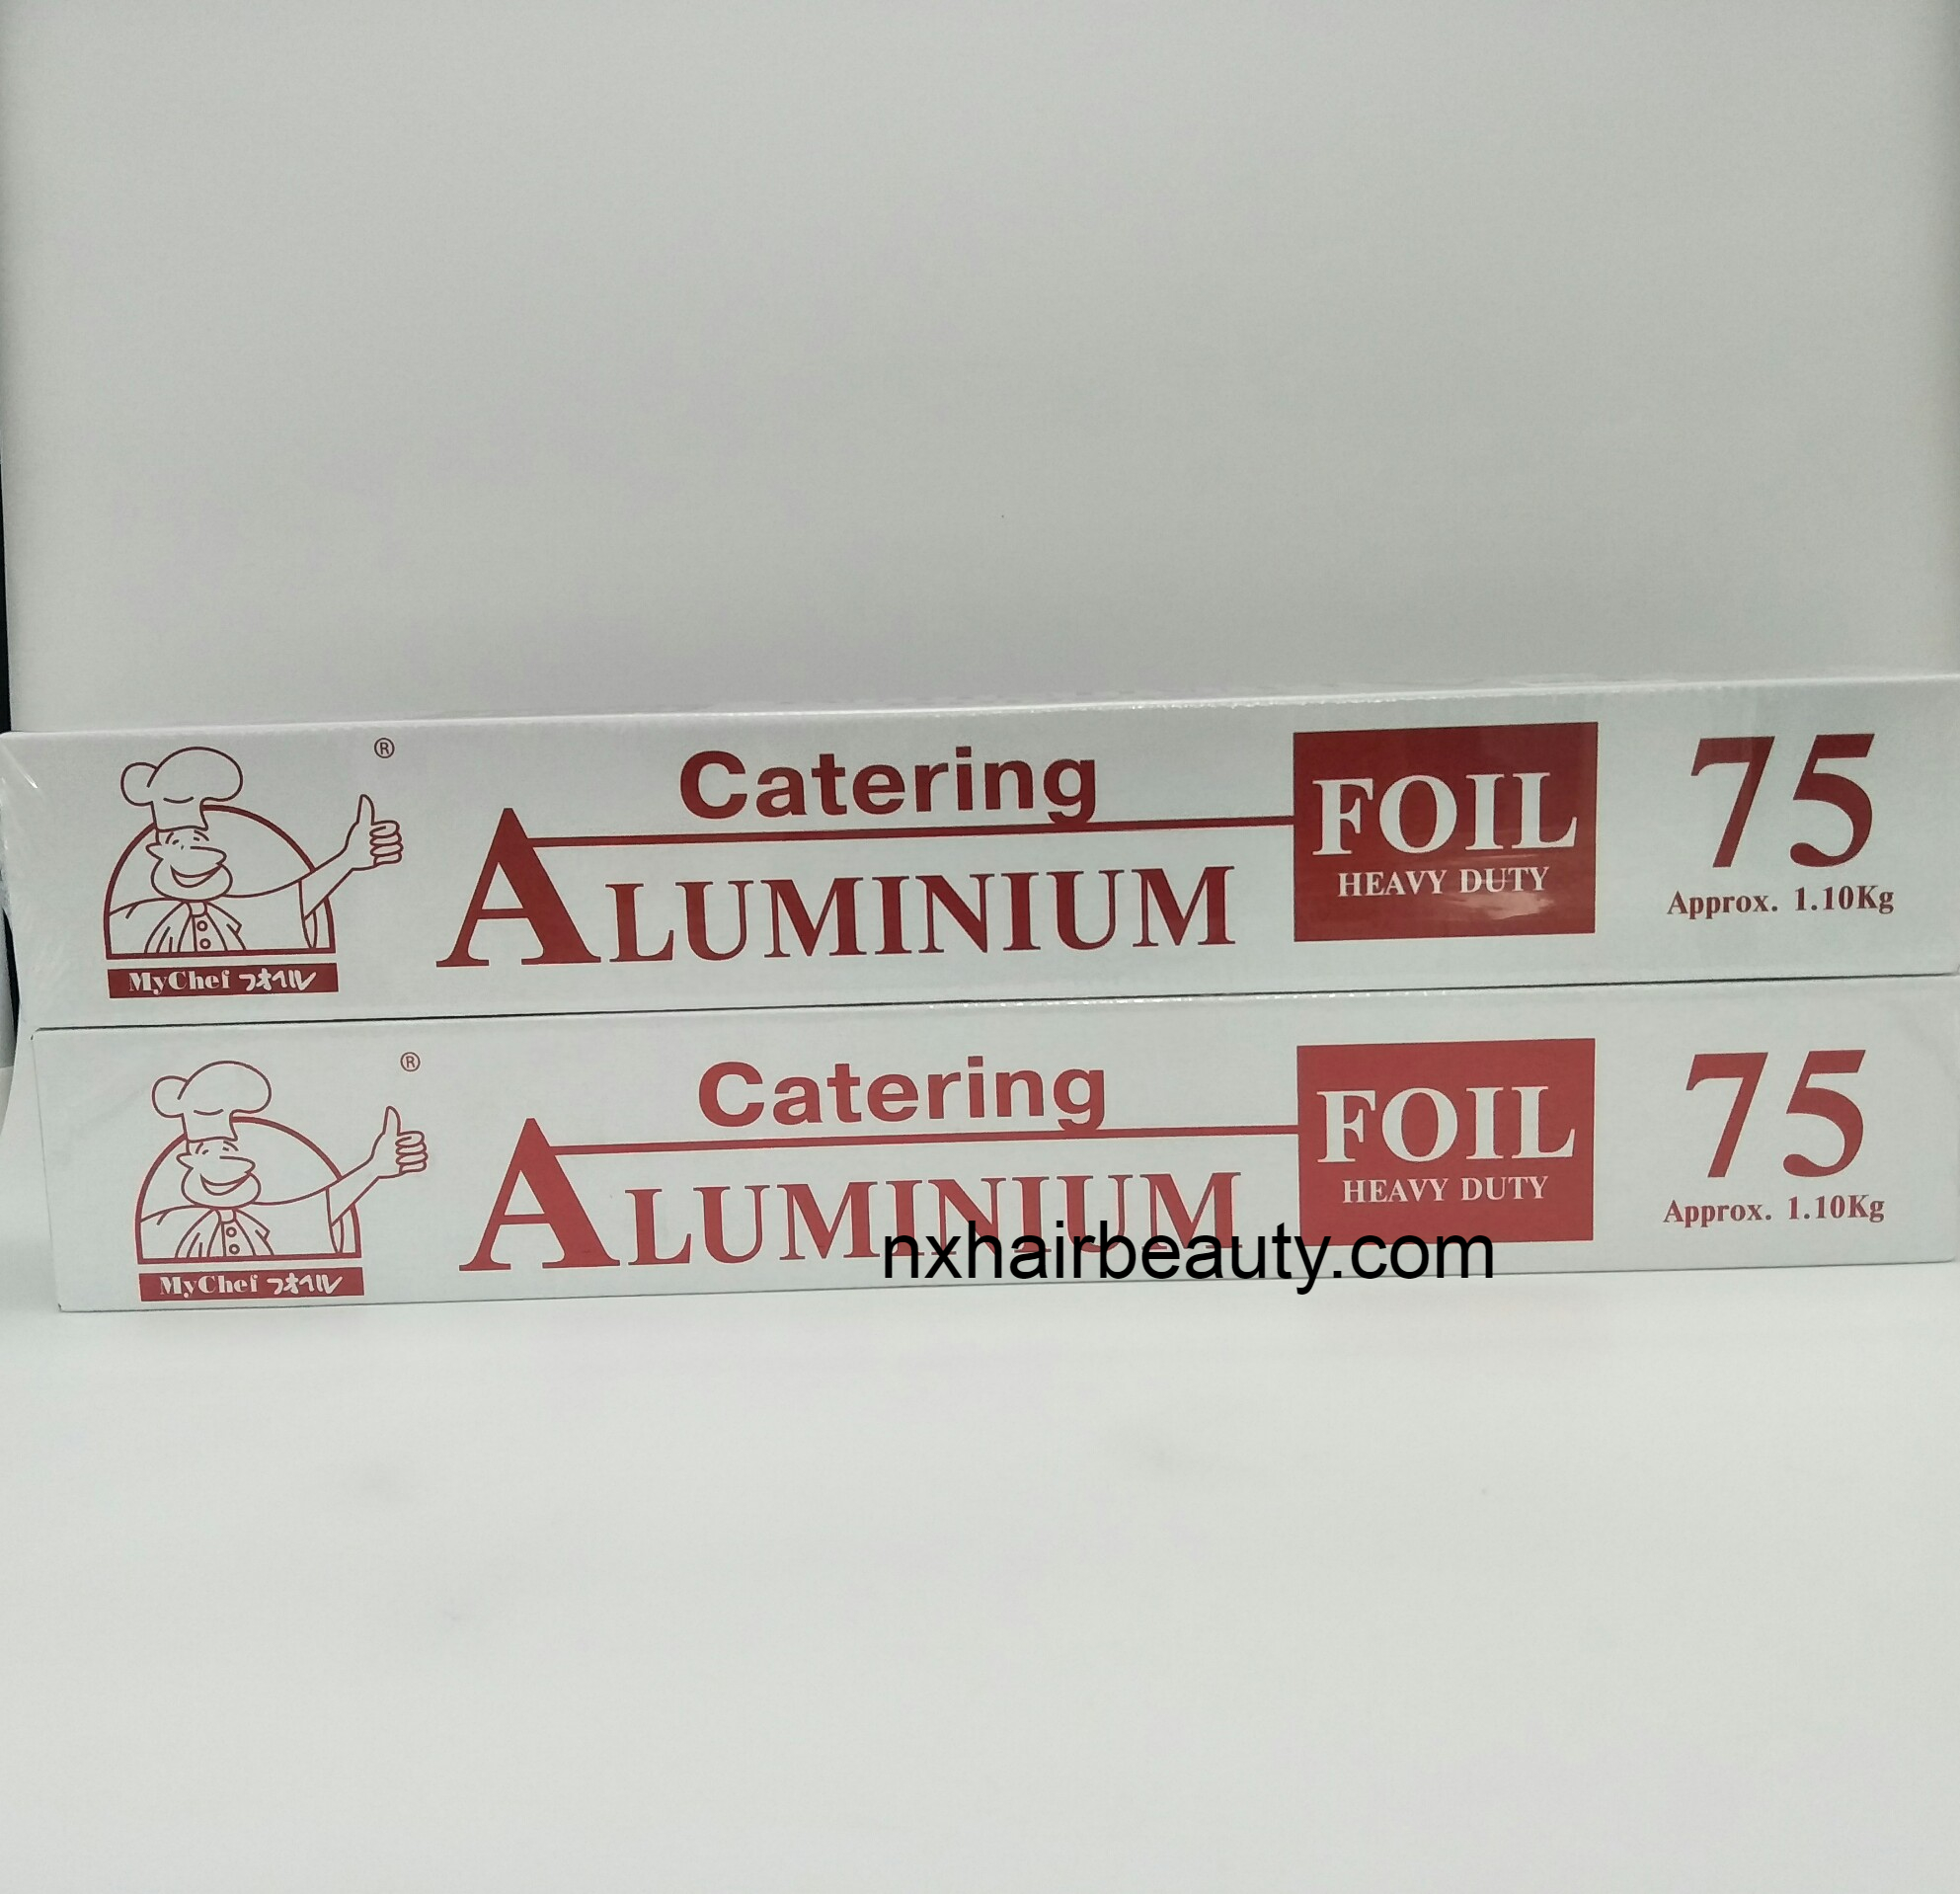 ®
Catering
ALUMINIUM
FOIL
HEAVY DUTY
75
Approx. 1.10Kg
MyChef フォイル
®
Catering
ALUMINIUM
FOIL
HEAVY DUTY
75
Approx. 1.10Kg
MyChef フォイル
nxhairbeauty.com